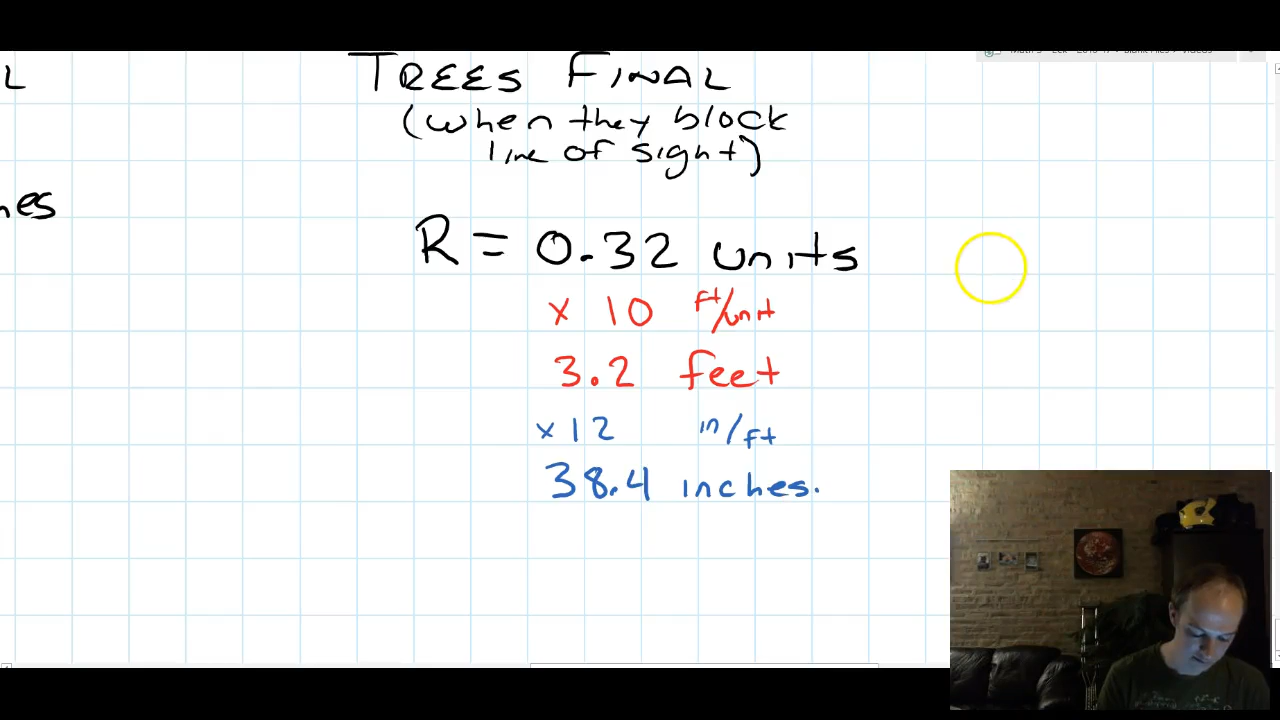 L
TREES FINAL
(when they block
line of sight)
hes
R = 0.32 units
x 10 ft/unit
3.2 feet
x 12 in/ft
38.4 inches.